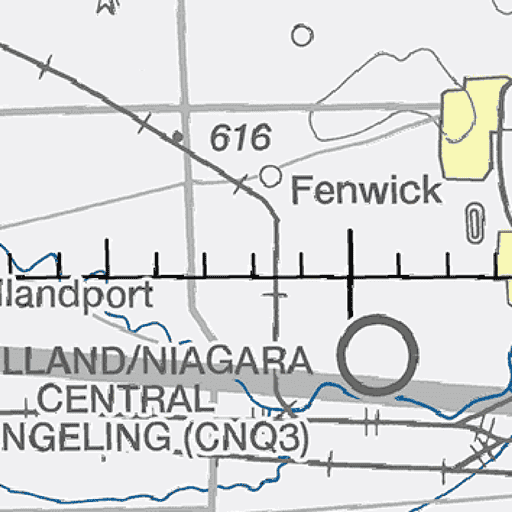 616
Fenwick
llandport
LLAND/NIAGARA
CENTRAL
NGELING (CNQ3)